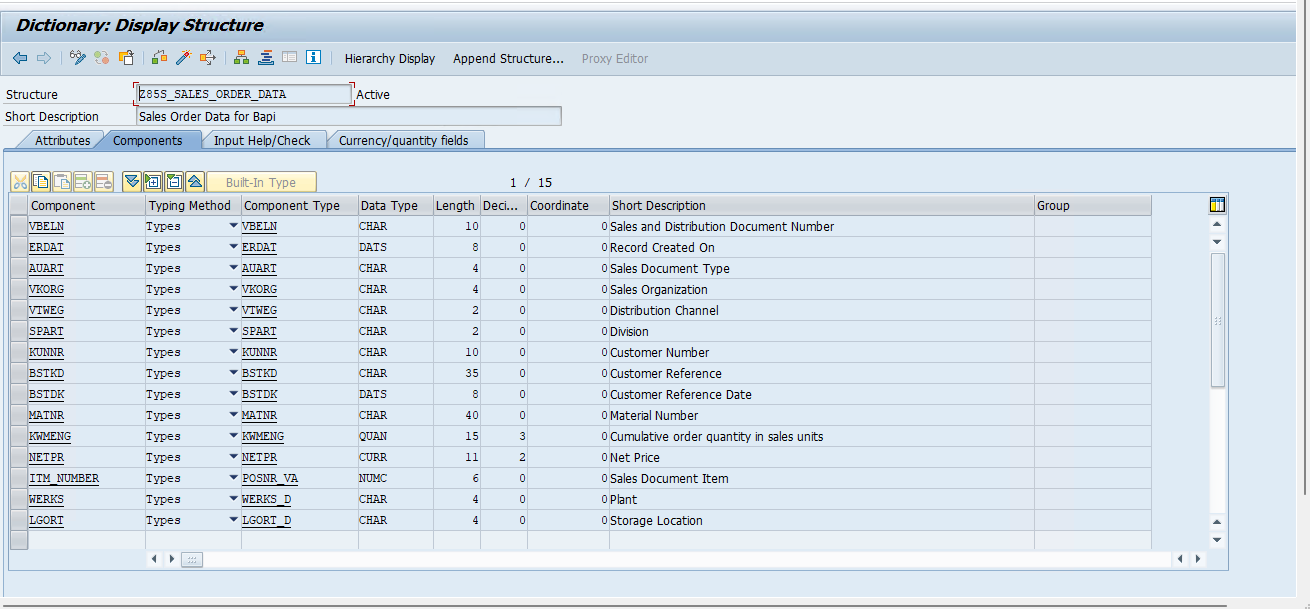 Dictionary: Display Structure
Hierarchy Display Append Structure... Proxy Editor
Structure Z85S_SALES_ORDER_DATA Active
Short Description Sales Order Data for Bapi
Attributes Components Input Help/Check Currency/quantity fields
Built-In Type 1 / 15
Component Typing Method Component Type Data Type Length Deci... Coordinate Short Description Group
VBELN Types VBELN CHAR 10 0 0 Sales and Distribution Document Number
ERDAT Types ERDAT DATS 8 0 0 Record Created On
AUART Types AUART CHAR 4 0 0 Sales Document Type
VKORG Types VKORG CHAR 4 0 0 Sales Organization
VTWEG Types VTWEG CHAR 2 0 0 Distribution Channel
SPART Types SPART CHAR 2 0 0 Division
KUNNR Types KUNNR CHAR 10 0 0 Customer Number
BSTKD Types BSTKD CHAR 35 0 0 Customer Reference
BSTDK Types BSTDK DATS 8 0 0 Customer Reference Date
MATNR Types MATNR CHAR 40 0 0 Material Number
KWMENG Types KWMENG QUAN 15 3 0 Cumulative order quantity in sales units
NETPR Types NETPR CURR 11 2 0 Net Price
ITM_NUMBER Types POSNR_VA NUMC 6 0 0 Sales Document Item
WERKS Types WERKS_D CHAR 4 0 0 Plant
LGORT Types LGORT_D CHAR 4 0 0 Storage Location